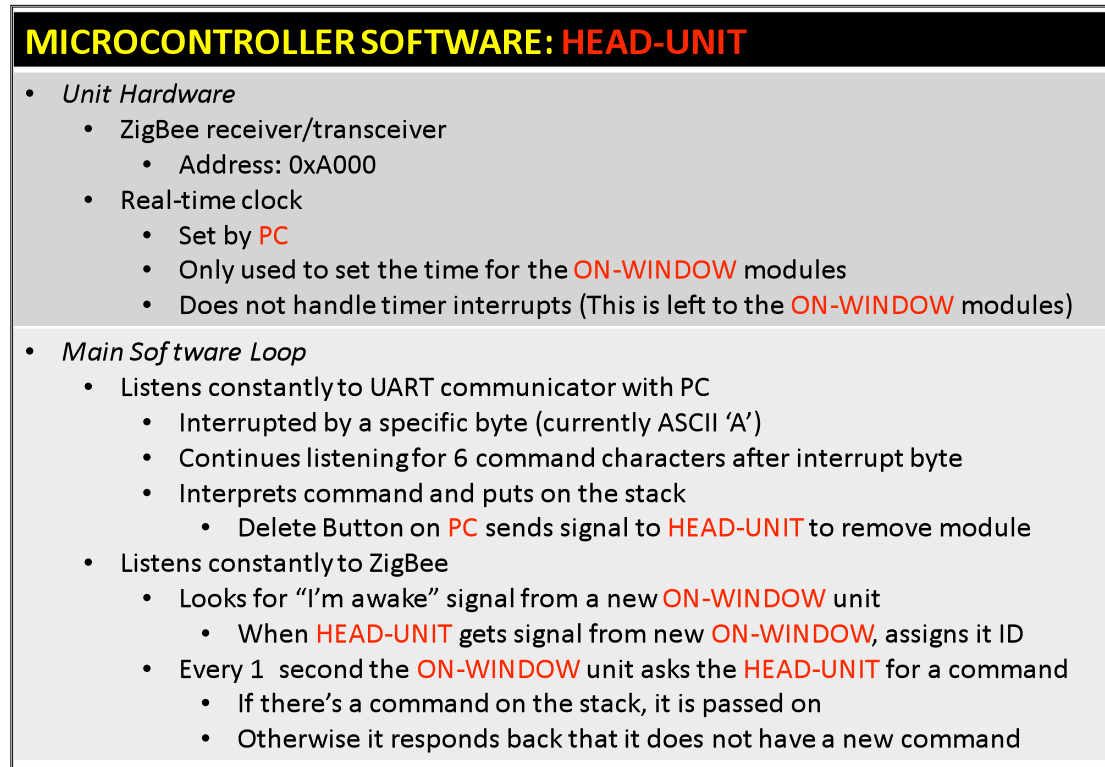 MICROCONTROLLER SOFTWARE: HEAD-UNIT
• Unit Hardware
• ZigBee receiver/transceiver
• Address: 0xA000
• Real-time clock
• Set by PC
• Only used to set the time for the ON-WINDOW modules
• Does not handle timer interrupts (This is left to the ON-WINDOW modules)
• Main Software Loop
• Listens constantly to UART communicator with PC
• Interrupted by a specific byte (currently ASCII ‘A’)
• Continues listening for 6 command characters after interrupt byte
• Interprets command and puts on the stack
• Delete Button on PC sends signal to HEAD-UNIT to remove module
• Listens constantly to ZigBee
• Looks for “I’m awake” signal from a new ON-WINDOW unit
• When HEAD-UNIT gets signal from new ON-WINDOW, assigns it ID
• Every 1 second the ON-WINDOW unit asks the HEAD-UNIT for a command
• If there’s a command on the stack, it is passed on
• Otherwise it responds back that it does not have a new command